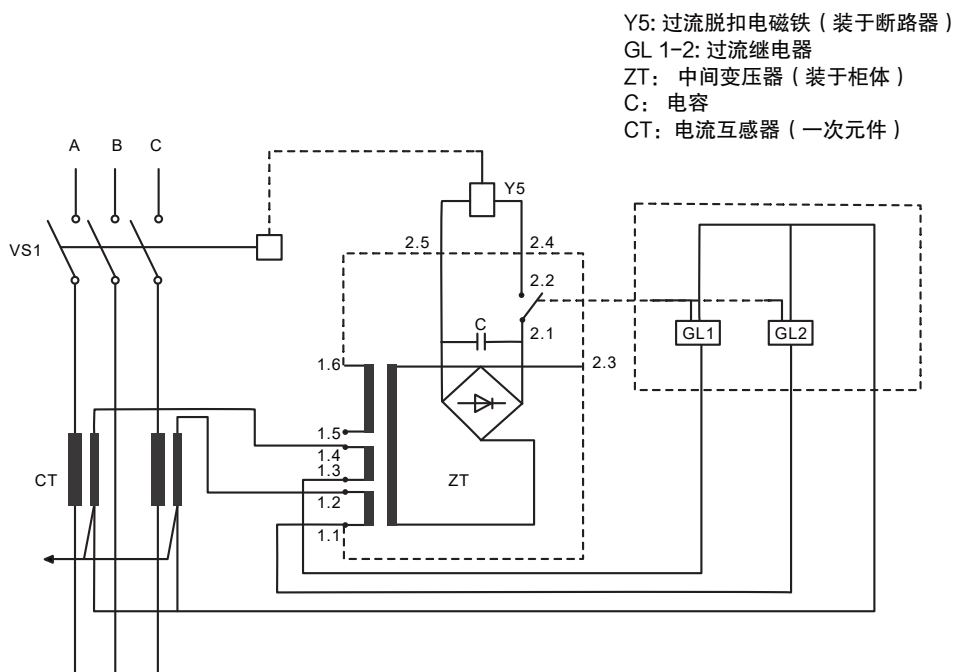 Y5: 过流脱扣电磁铁（装于断路器）
GL 1-2: 过流继电器
ZT： 中间变压器（装于柜体）
C： 电容
CT：电流互感器（一次元件）
A B C
Y5
VS1
2.5 2.4
2.2
C
2.1
GL1 GL2
1.6
2.3
1.5
1.4
1.3
CT
ZT
1.2
1.1